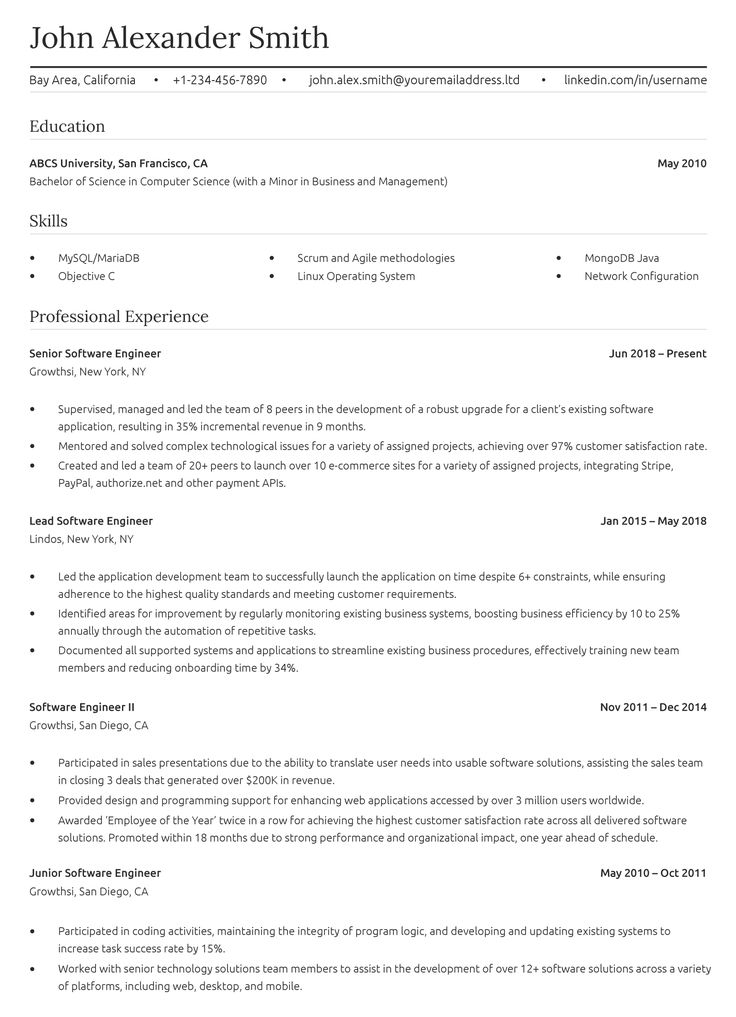 John Alexander Smith
Bay Area, California • +1-234-456-7890 • john.alex.smith@youremailaddress.ltd • linkedin.com/in/username
Education
ABCS University, San Francisco, CA May 2010
Bachelor of Science in Computer Science (with a Minor in Business and Management)
Skills
• MySQL/MariaDB • Scrum and Agile methodologies • MongoDB Java
• Objective C • Linux Operating System • Network Configuration
Professional Experience
Senior Software Engineer Jun 2018 – Present
Growthsi, New York, NY
• Supervised, managed and led the team of 8 peers in the development of a robust upgrade for a client's existing software
application, resulting in 35% incremental revenue in 9 months.
• Mentored and solved complex technological issues for a variety of assigned projects, achieving over 97% customer satisfaction rate.
• Created and led a team of 20+ peers to launch over 10 e-commerce sites for a variety of assigned projects, integrating Stripe,
PayPal, authorize.net and other payment APIs.
Lead Software Engineer Jan 2015 – May 2018
Lindos, New York, NY
• Led the application development team to successfully launch the application on time despite 6+ constraints, while ensuring
adherence to the highest quality standards and meeting customer requirements.
• Identified areas for improvement by regularly monitoring existing business systems, boosting business efficiency by 10 to 25%
annually through the automation of repetitive tasks.
• Documented all supported systems and applications to streamline existing business procedures, effectively training new team
members and reducing onboarding time by 34%.
Software Engineer II Nov 2011 – Dec 2014
Growthsi, San Diego, CA
• Participated in sales presentations due to the ability to translate user needs into usable software solutions, assisting the sales team
in closing 3 deals that generated over $200K in revenue.
• Provided design and programming support for enhancing web applications accessed by over 3 million users worldwide.
• Awarded 'Employee of the Year' twice in a row for achieving the highest customer satisfaction rate across all delivered software
solutions. Promoted within 18 months due to strong performance and organizational impact, one year ahead of schedule.
Junior Software Engineer May 2010 – Oct 2011
Growthsi, San Diego, CA
• Participated in coding activities, maintaining the integrity of program logic, and developing and updating existing systems to
increase task success rate by 15%.
• Worked with senior technology solutions team members to assist in the development of over 12+ software solutions across a variety
of platforms, including web, desktop, and mobile.